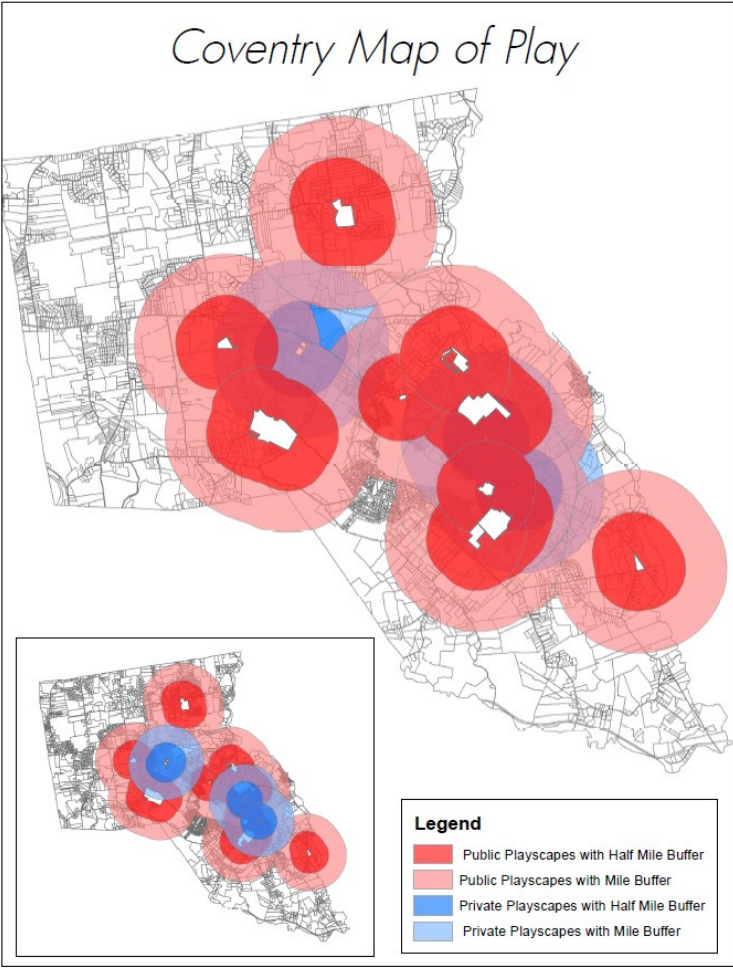 Coventry Map of Play
Legend
Public Playscapes with Half Mile Buffer
Public Playscapes with Mile Buffer
Private Playscapes with Half Mile Buffer
Private Playscapes with Mile Buffer